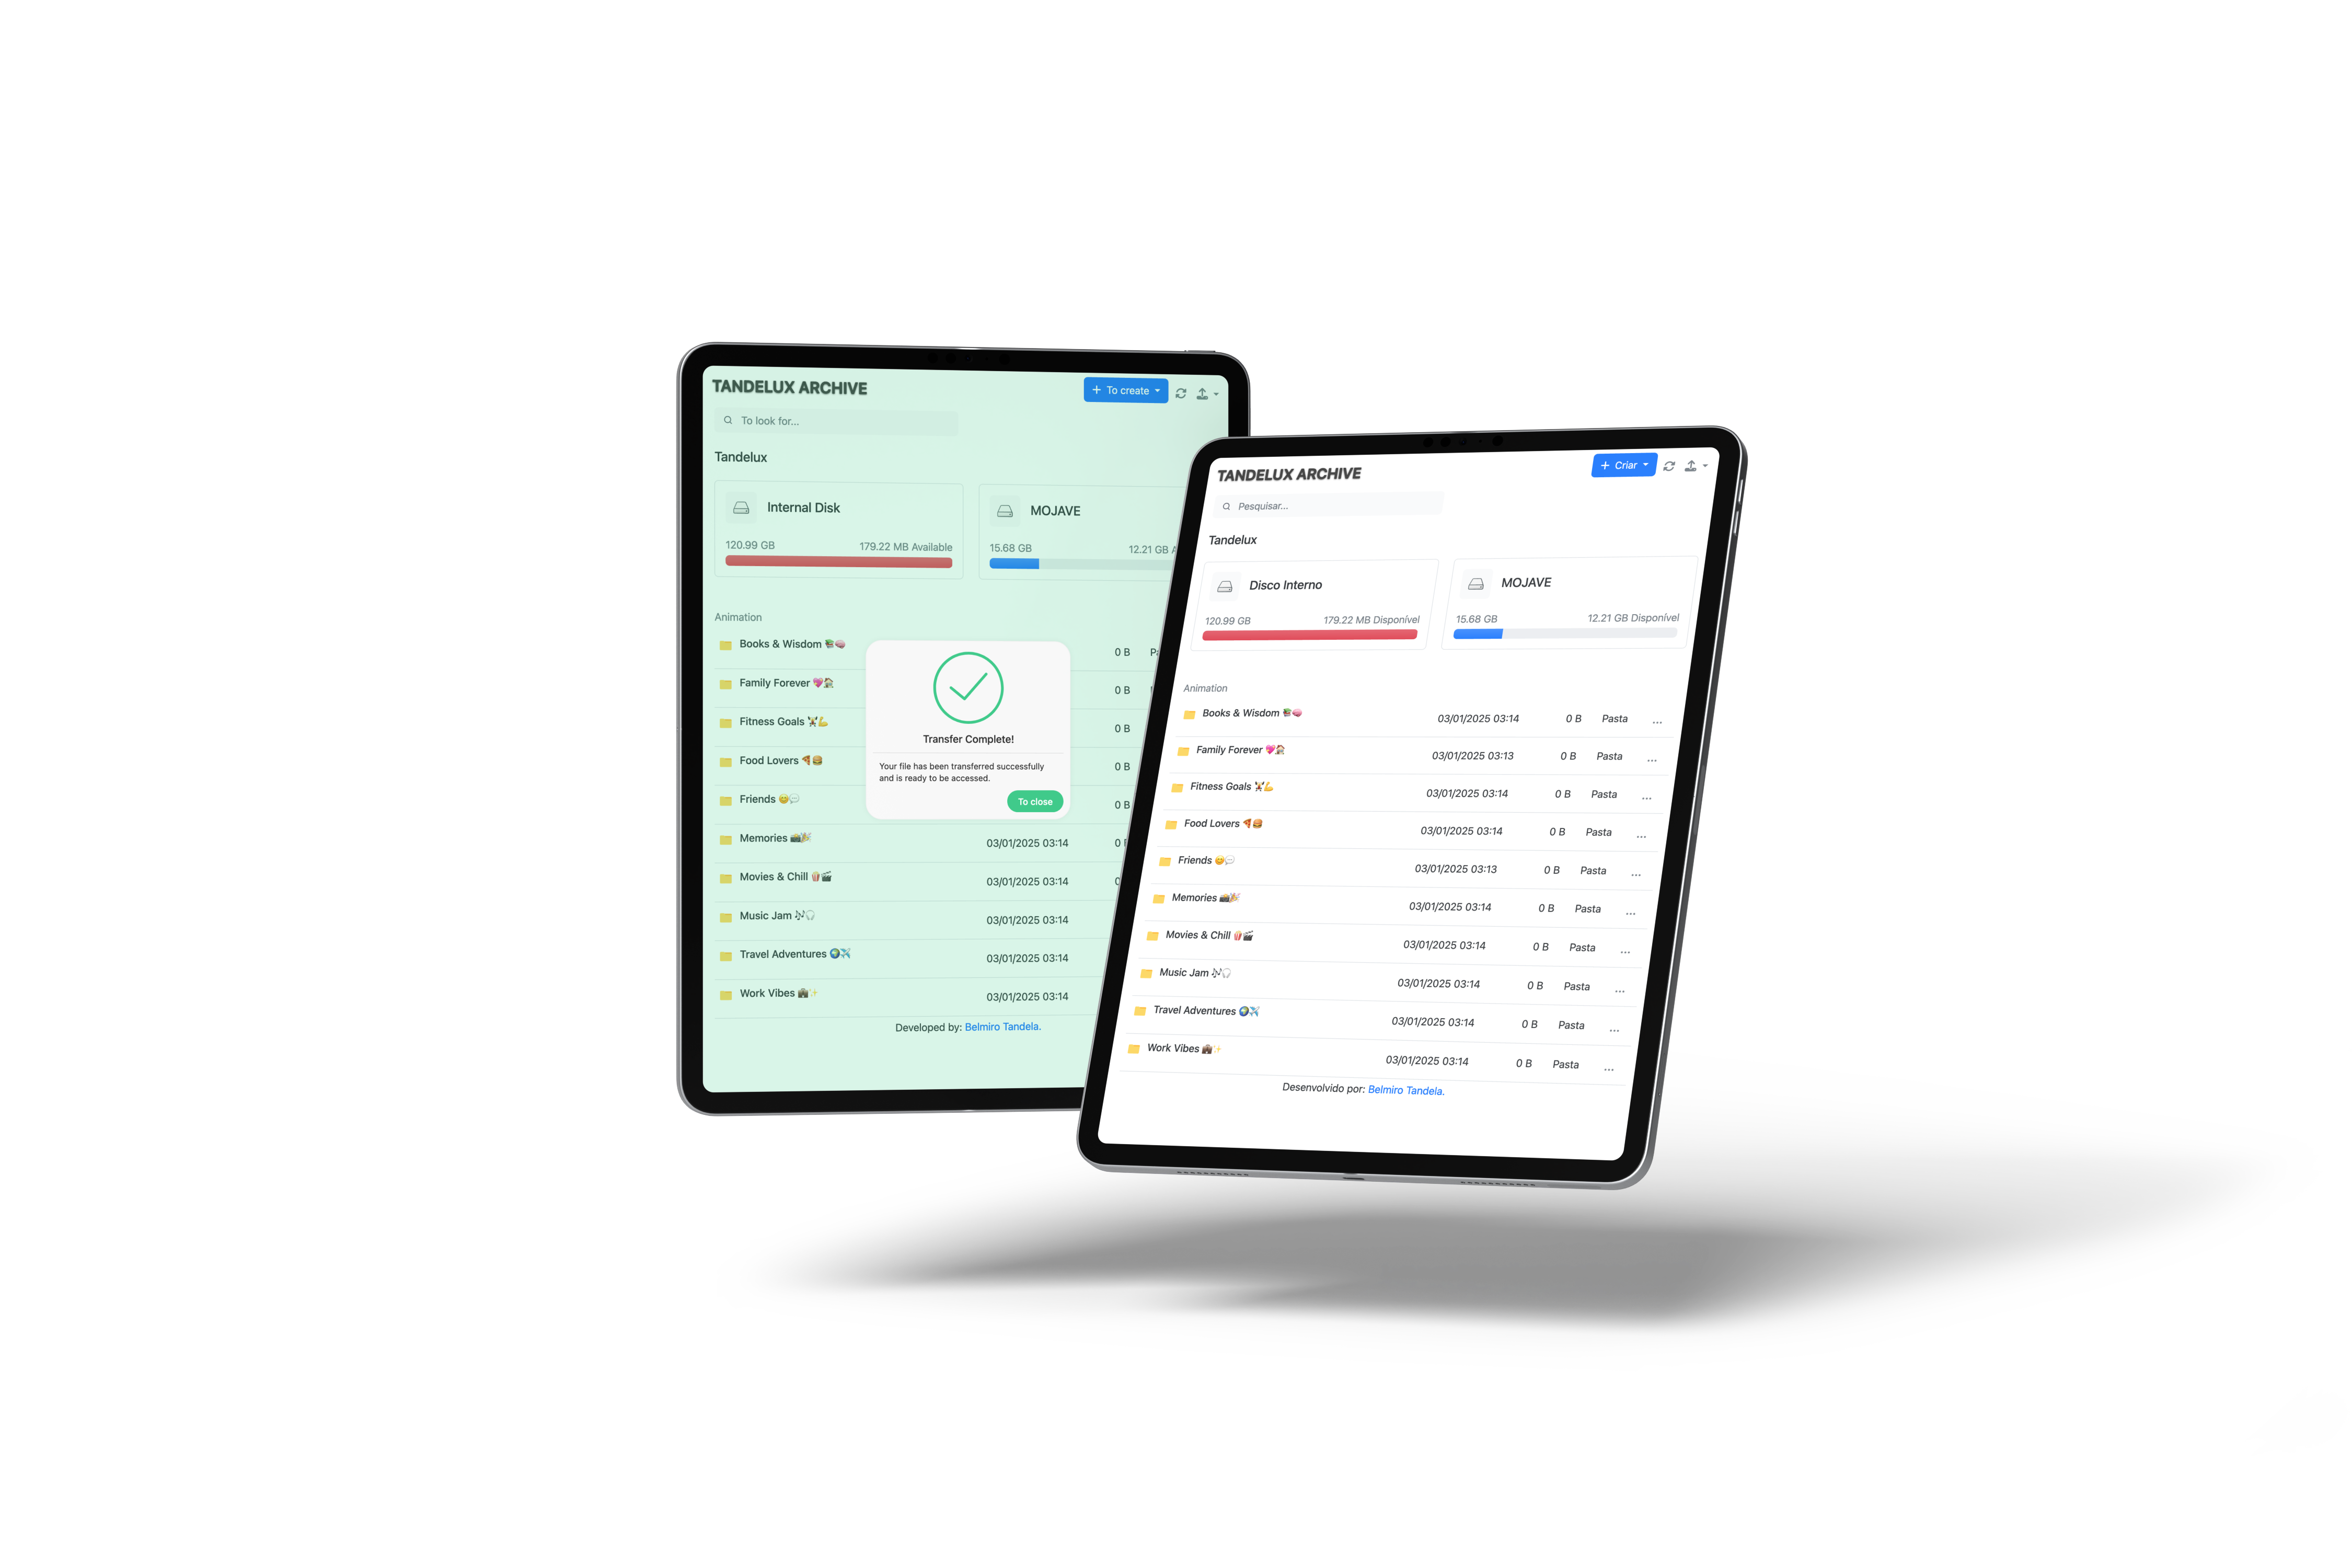 TANDELUX ARCHIVE
+ To create
To look for...
Tandelux
Internal Disk
120.99 GB 179.22 MB Available
MOJAVE
15.68 GB 12.21 GB
Animation
Books & Wisdom 🪴🧠 0 B
Family Forever 💖🏡 0 B
Fitness Goals 🏋️💪 0 B
Food Lovers 🍕🍔 0 B
Friends 😊💬 0 B
Memories 📸🎉 03/01/2025 03:14 0
Movies & Chill 🍿🎬 03/01/2025 03:14
Music Jam 🎶🎧 03/01/2025 03:14
Travel Adventures 🌍✈️ 03/01/2025 03:14
Work Vibes 💼✨ 03/01/2025 03:14
Transfer Complete!
Your file has been transferred successfully
and is ready to be accessed.
To close
Developed by: Belmiro Tandela.
TANDELUX ARCHIVE
+ Criar
Pesquisar...
Tandelux
Disco Interno
120.99 GB 179.22 MB Disponível
MOJAVE
15.68 GB 12.21 GB Disponível
Animation
Books & Wisdom 🪴🧠 03/01/2025 03:14 0 B Pasta ...
Family Forever 💖🏡 03/01/2025 03:13 0 B Pasta ...
Fitness Goals 🏋️💪 03/01/2025 03:14 0 B Pasta ...
Food Lovers 🍕🍔 03/01/2025 03:14 0 B Pasta ...
Friends 😊💬 03/01/2025 03:13 0 B Pasta ...
Memories 📸🎉 03/01/2025 03:14 0 B Pasta ...
Movies & Chill 🍿🎬 03/01/2025 03:14 0 B Pasta ...
Music Jam 🎶🎧 03/01/2025 03:14 0 B Pasta ...
Travel Adventures 🌍✈️ 03/01/2025 03:14 0 B Pasta ...
Work Vibes 💼✨ 03/01/2025 03:14 0 B Pasta ...
Desenvolvido por: Belmiro Tandela.